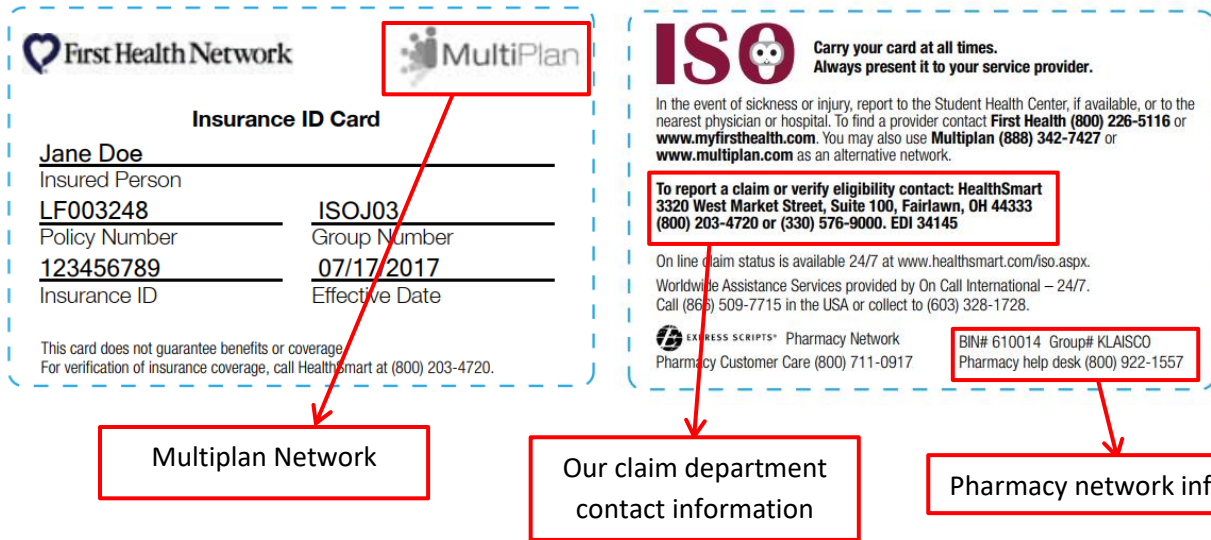 First Health Network
MultiPlan
Insurance ID Card
Jane Doe
Insured Person
LF003248 ISOJ03
Policy Number Group Number
123456789 07/17/2017
Insurance ID Effective Date
This card does not guarantee benefits or coverage
For verification of insurance coverage, call HealthSmart at (800) 203-4720.
ISO
Carry your card at all times.
Always present it to your service provider.
In the event of sickness or injury, report to the Student Health Center, if available, or to the
nearest physician or hospital. To find a provider contact First Health (800) 226-5116 or
www.myfirsthealth.com. You may also use Multiplan (888) 342-7427 or
www.multiplan.com as an alternative network.
To report a claim or verify eligibility contact: HealthSmart
3320 West Market Street, Suite 100, Fairlawn, OH 44333
(800) 203-4720 or (330) 576-9000. EDI 34145
On line claim status is available 24/7 at www.healthsmart.com/iso.aspx.
Worldwide Assistance Services provided by On Call International – 24/7.
Call (866) 509-7715 in the USA or collect to (603) 328-1728.
EXPRESS SCRIPTS® Pharmacy Network
Pharmacy Customer Care (800) 711-0917
BIN# 610014 Group# KLAISCO
Pharmacy help desk (800) 922-1557
Multiplan Network
Our claim department
contact information
Pharmacy network inf